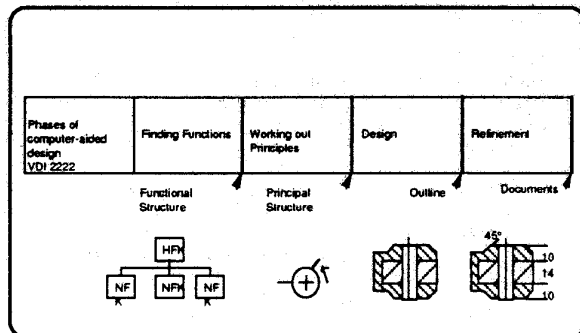 Phases of
computer-aided
design
VDI 2222
Finding Functions
Working out
Principles
Design
Refinement
Functional
Structure
Principal
Structure
Outline
Documents
HFK
NF
K
NFK
NF
K
45°
10
14
10